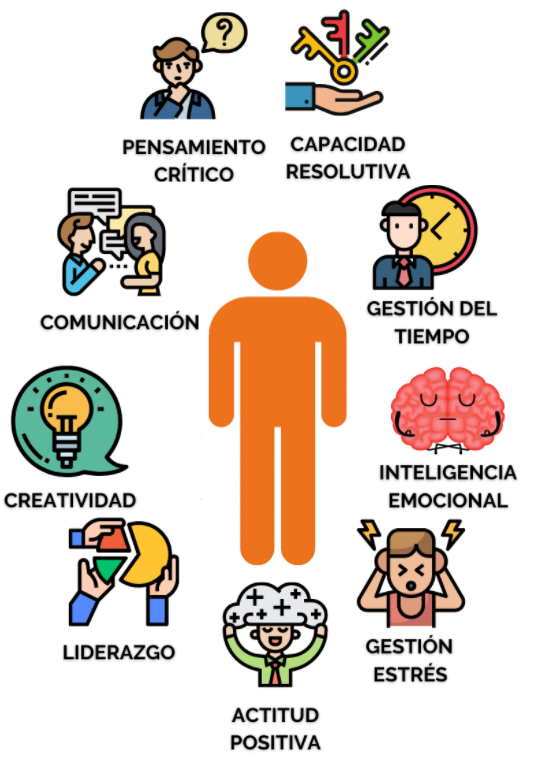 PENSAMIENTO
CRÍTICO
CAPACIDAD
RESOLUTIVA
COMUNICACIÓN
GESTIÓN DEL
TIEMPO
CREATIVIDAD
INTELIGENCIA
EMOCIONAL
LIDERAZGO
GESTIÓN
ESTRÉS
ACTITUD
POSITIVA